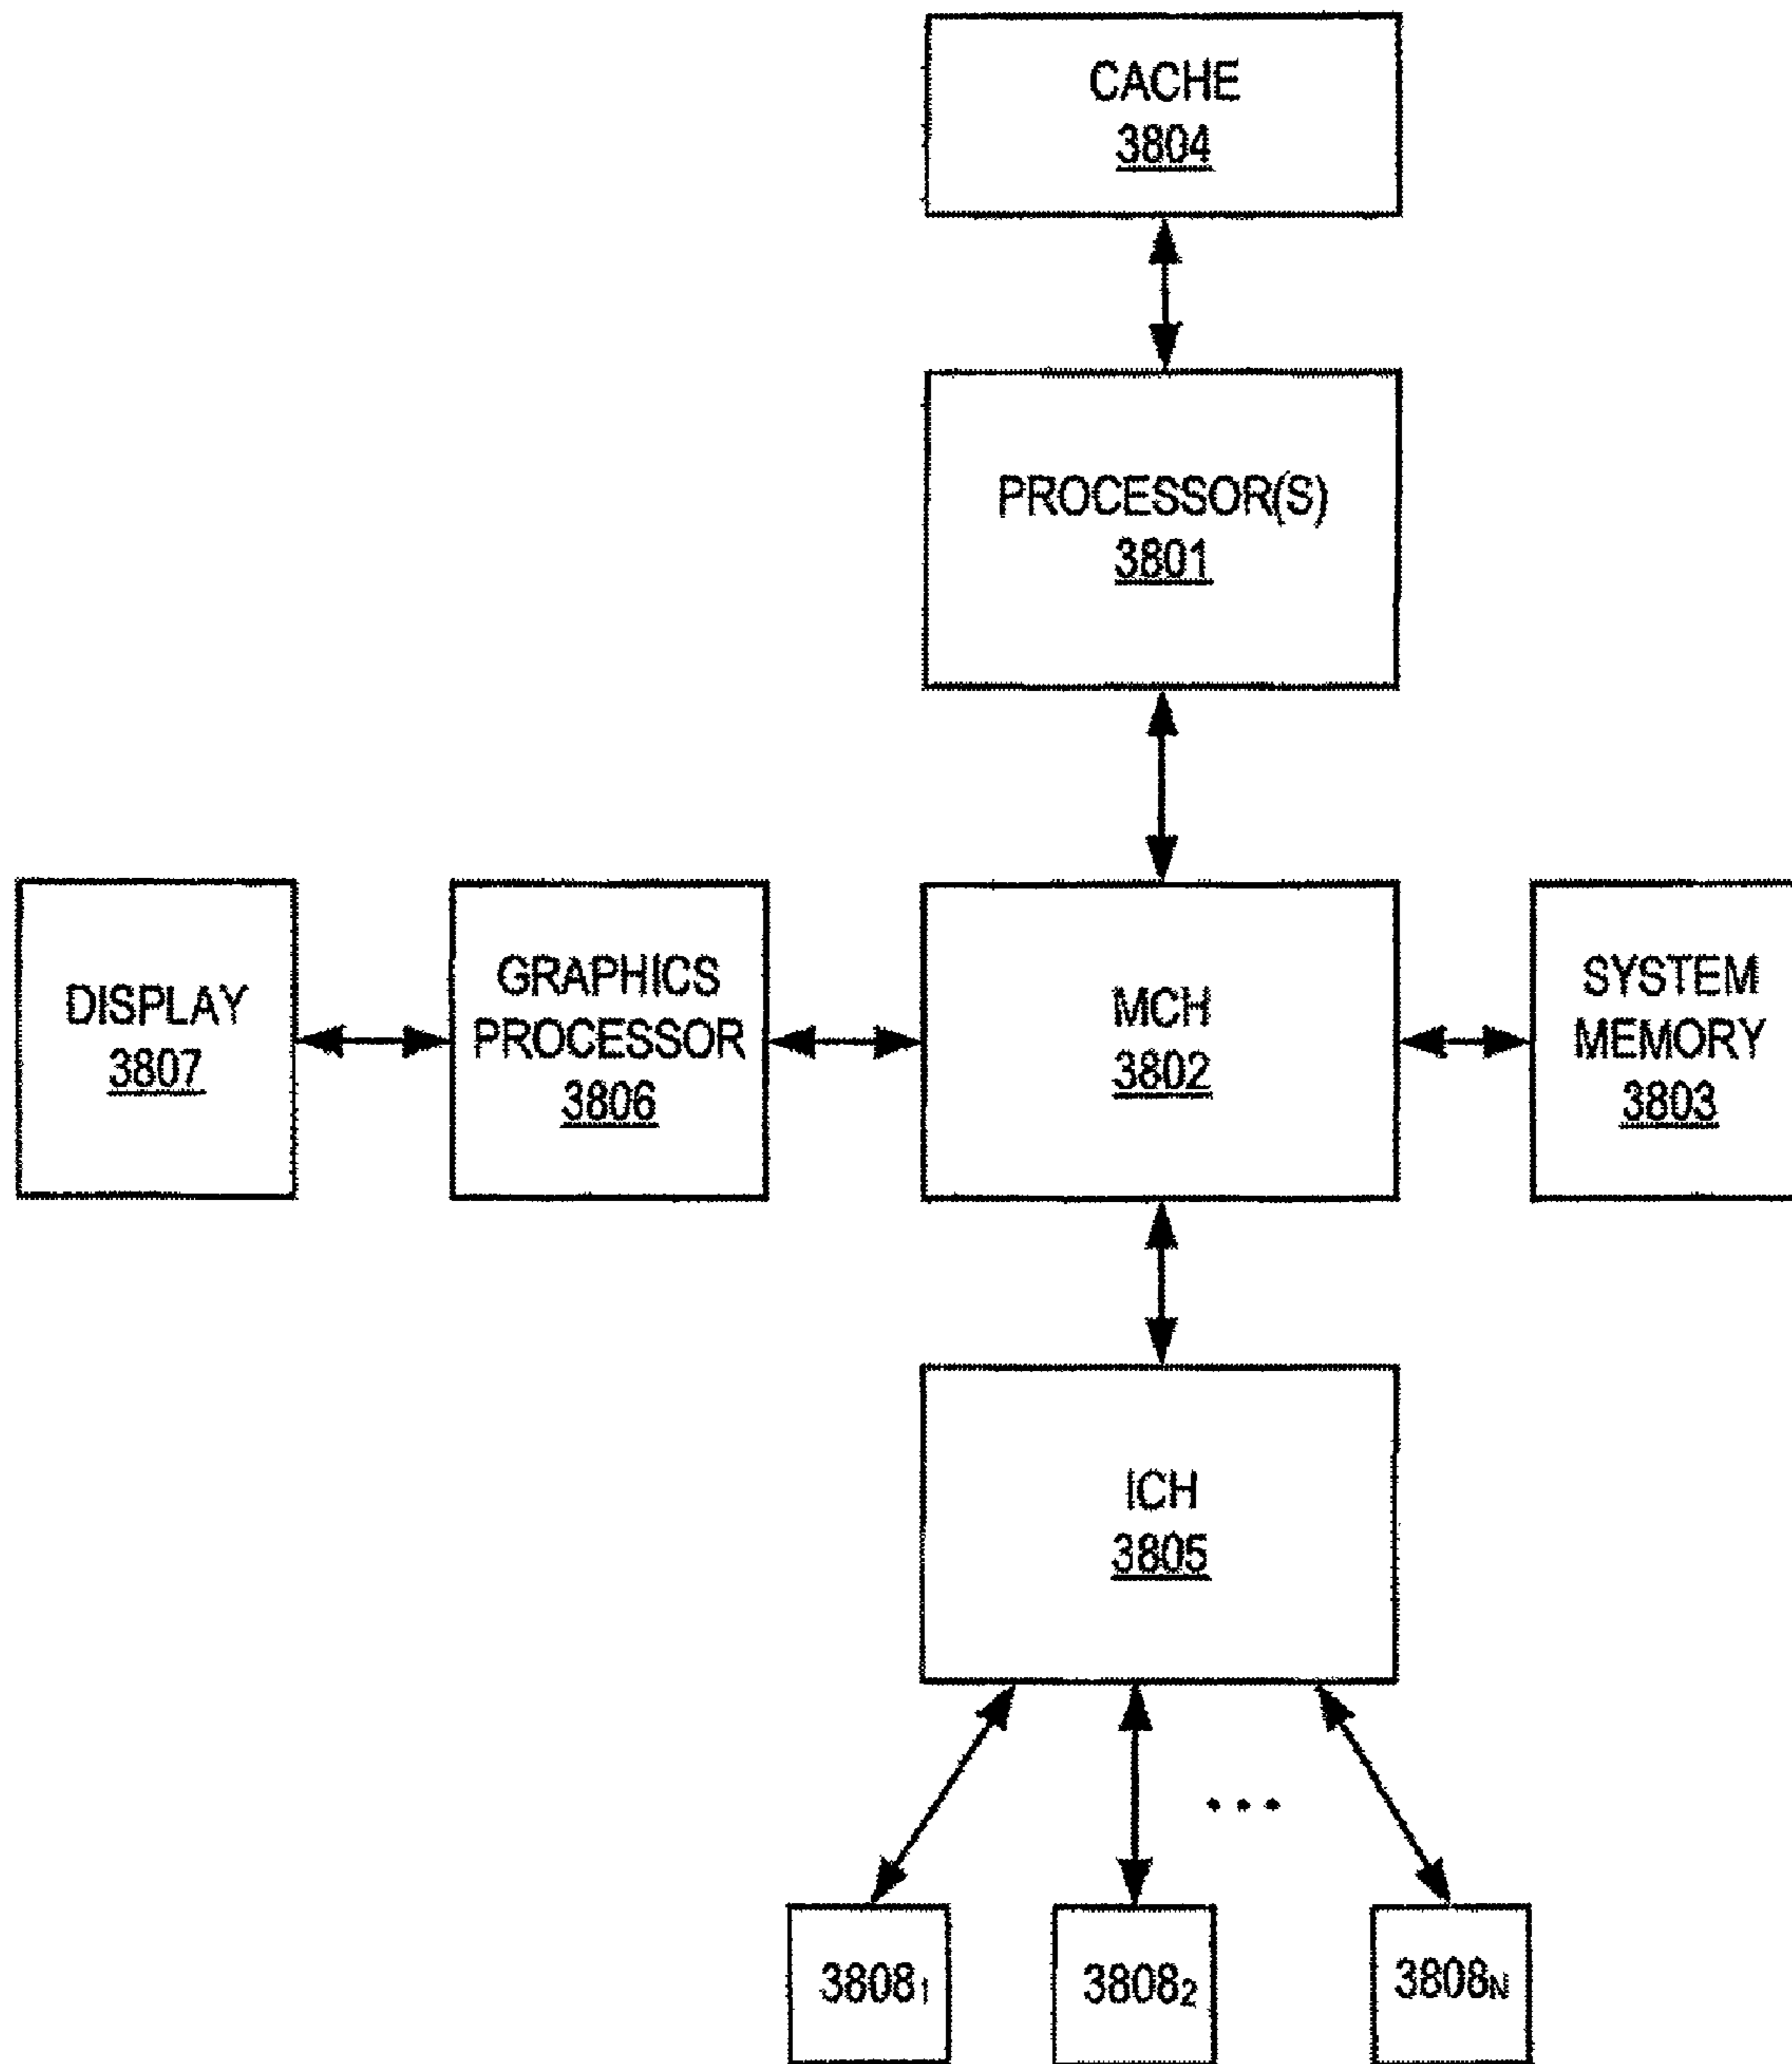 CACHE
3804
PROCESSOR(S)
3801
DISPLAY
3807
GRAPHICS
PROCESSOR
3806
MCH
3802
SYSTEM
MEMORY
3803
ICH
3805
3808₁
3808₂
...
3808N